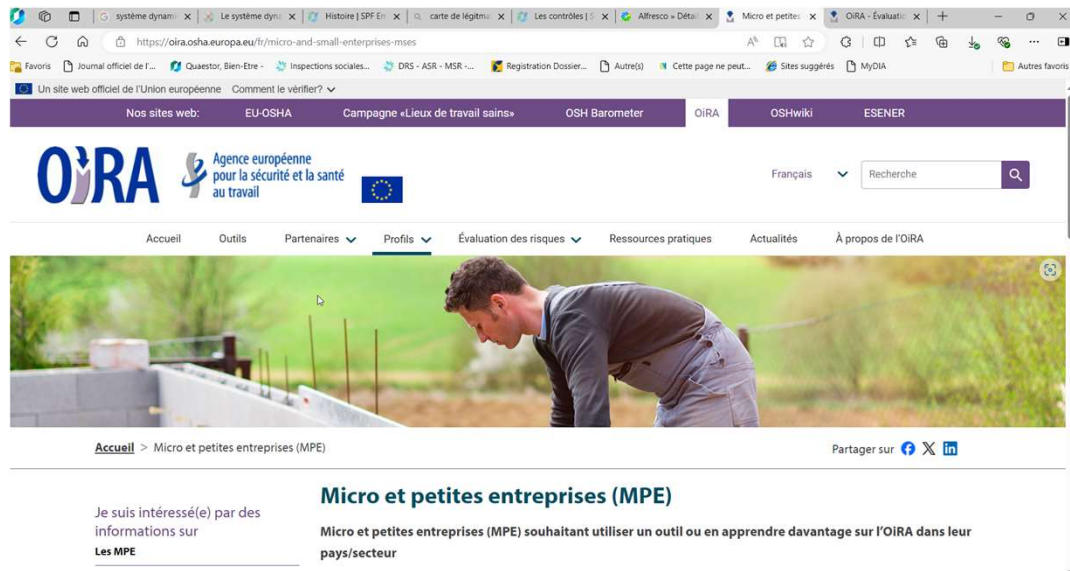 système dynami
Le système dyna
Histoire | SPF En
carte de légitma
Les contrôles | S
Alfresco » Détail
Micro et petites
OiRA - Évaluatio
https://oira.osha.europa.eu/fr/micro-and-small-enterprises-mses
Favoris
Journal officiel de l'...
Quaestor, Bien-Etre -
Inspections sociales...
DRS - ASR - MSR -...
Registration Dossier...
Autre(s)
Cette page ne peut...
Sites suggérés
MyDIA
Autres favoris
Un site web officiel de l'Union européenne Comment le vérifier?
Nos sites web: EU-OSHA Campagne «Lieux de travail sains» OSH Barometer OiRA OSHwiki ESENER
OiRA
Agence européenne
pour la sécurité et la santé
au travail
Français
Recherche
Accueil Outils Partenaires Profils Évaluation des risques Ressources pratiques Actualités À propos de l'OiRA
Accueil > Micro et petites entreprises (MPE)
Partager sur
Je suis intéressé(e) par des
informations sur
Les MPE
Micro et petites entreprises (MPE)
Micro et petites entreprises (MPE) souhaitant utiliser un outil ou en apprendre davantage sur l'OiRA dans leur
pays/secteur